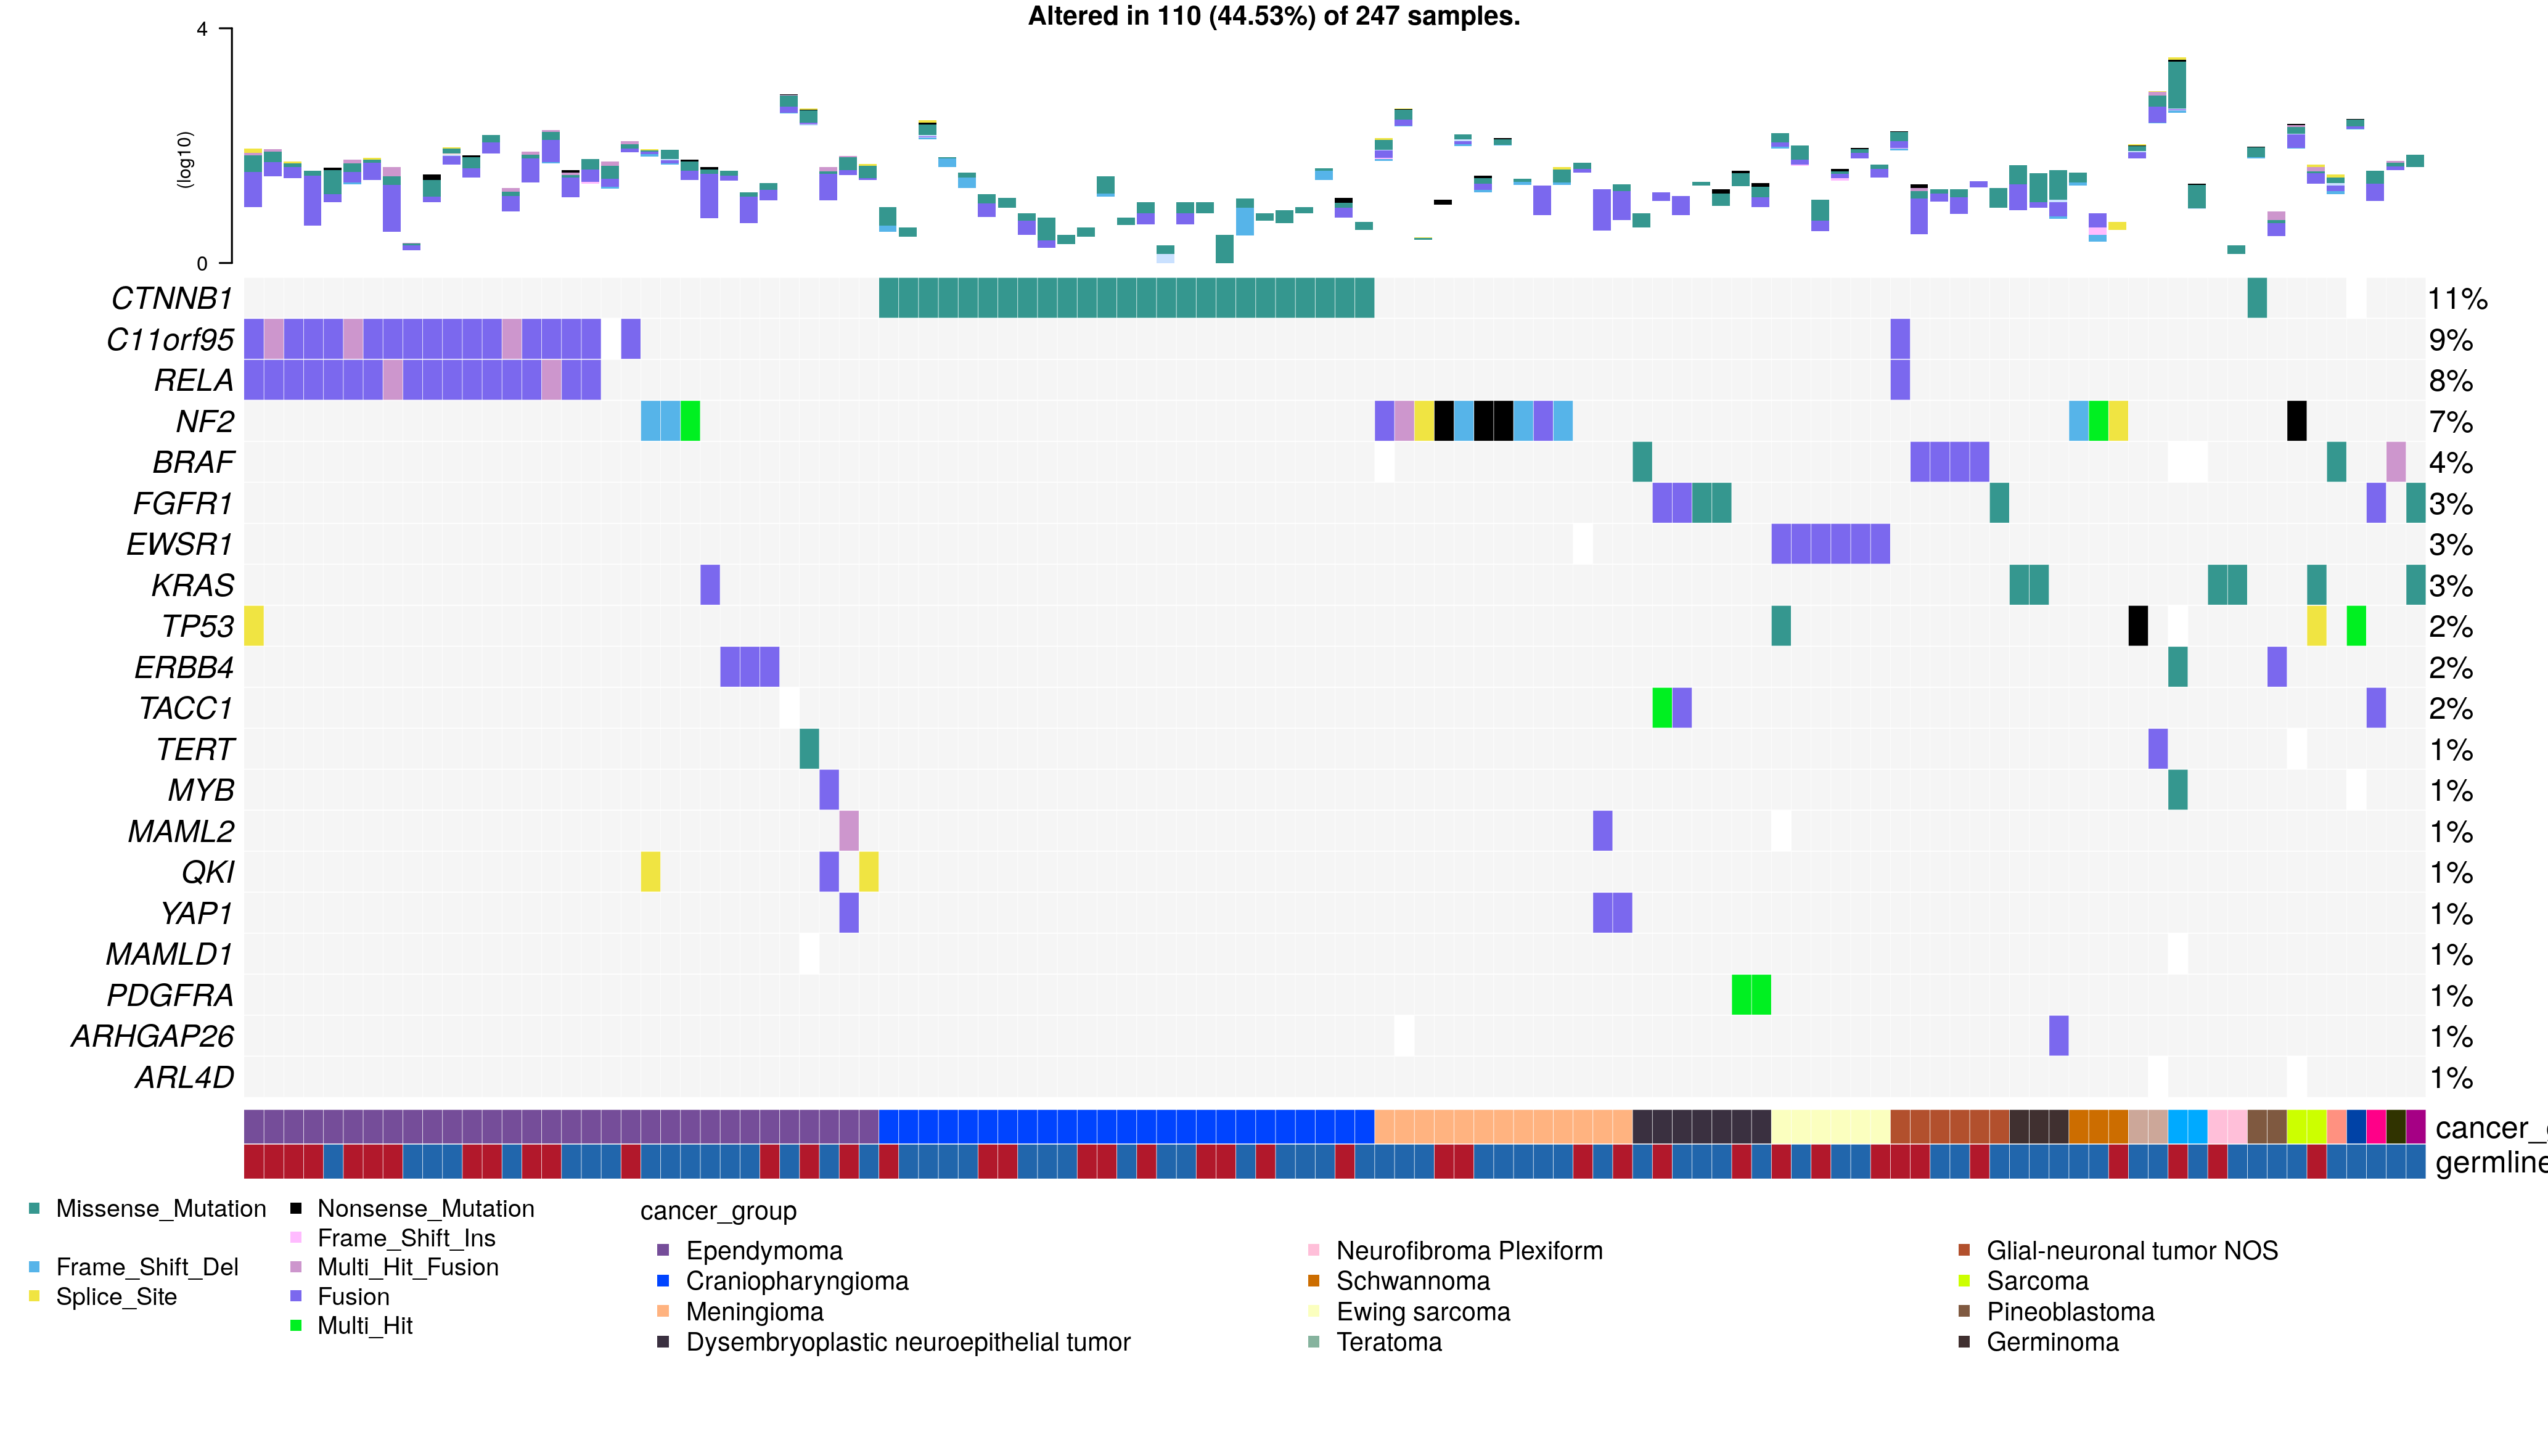 Altered in 110 (44.53%) of 247 samples.
4
(log10)
0
CTNNB1 11%
C11orf95 9%
RELA 8%
NF2 7%
BRAF 4%
FGFR1 3%
EWSR1 3%
KRAS 3%
TP53 2%
ERBB4 2%
TACC1 2%
TERT 1%
MYB 1%
MAML2 1%
QKI 1%
YAP1 1%
MAMLD1 1%
PDGFRA 1%
ARHGAP26 1%
ARL4D 1%
cancer_
germline
Missense_Mutation
Frame_Shift_Del
Splice_Site
Nonsense_Mutation
Frame_Shift_Ins
Multi_Hit_Fusion
Fusion
Multi_Hit
cancer_group
Ependymoma
Craniopharyngioma
Meningioma
Dysembryoplastic neuroepithelial tumor
Neurofibroma Plexiform
Schwannoma
Ewing sarcoma
Teratoma
Glial-neuronal tumor NOS
Sarcoma
Pineoblastoma
Germinoma